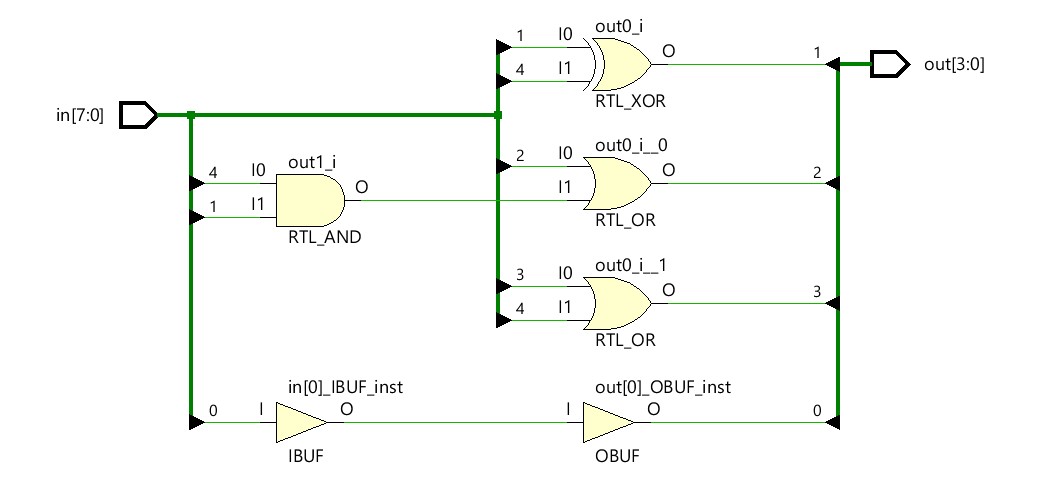 out0_i
1 I0 O 1
4 I1
out[3:0]
RTL_XOR
in[7:0]
out0_i__0
2 I0 O 2
out1_i
4 I0 O I1
1 I1
RTL_OR
RTL_AND
out0_i__1
3 I0 O 3
4 I1
RTL_OR
in[0]_IBUF_inst out[0]_OBUF_inst
0 I O I O 0
IBUF OBUF